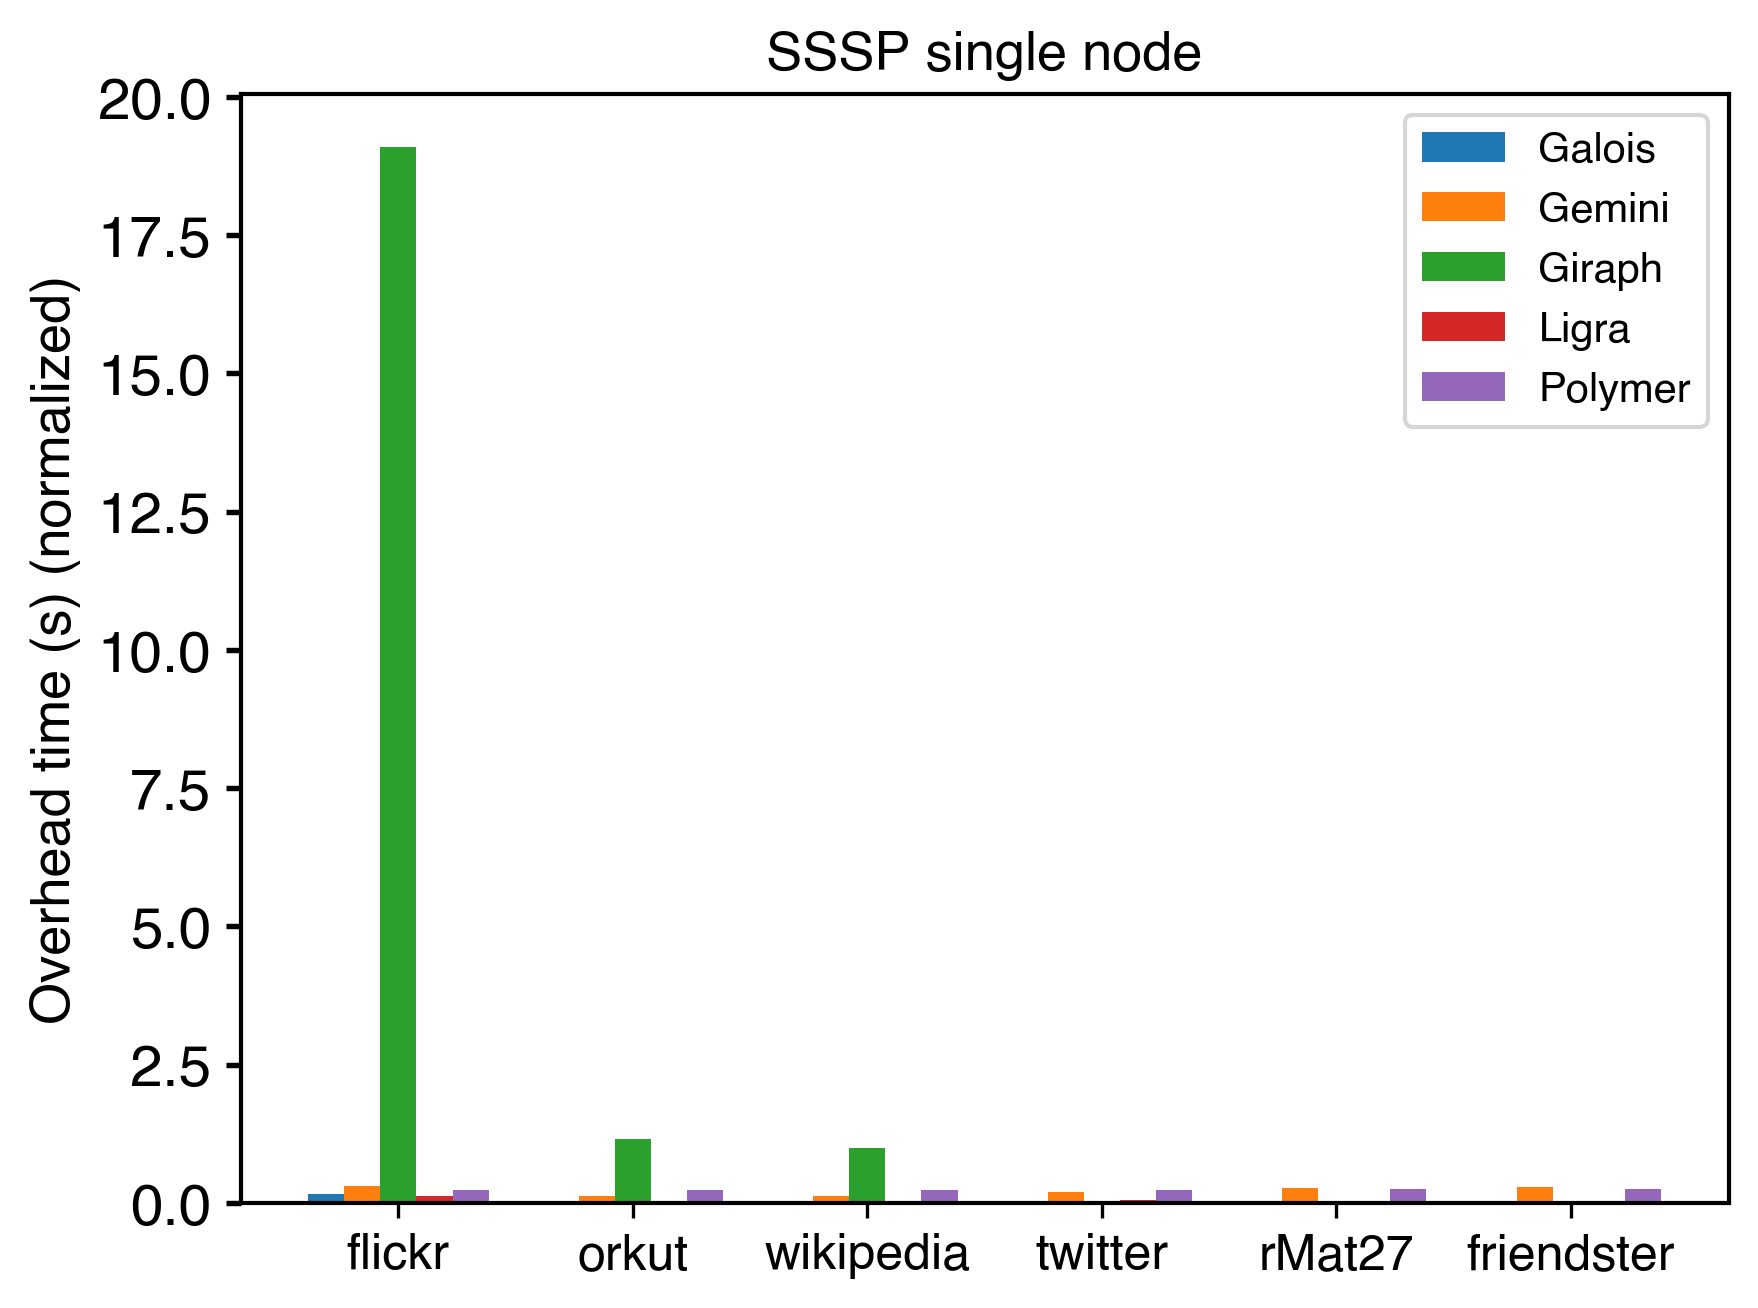 SSSP single node
20.0
17.5
15.0
12.5
10.0
7.5
5.0
2.5
0.0
Overhead time (s) (normalized)
Galois
Gemini
Giraph
Ligra
Polymer
flickr
orkut
wikipedia
twitter
rMat27
friendster